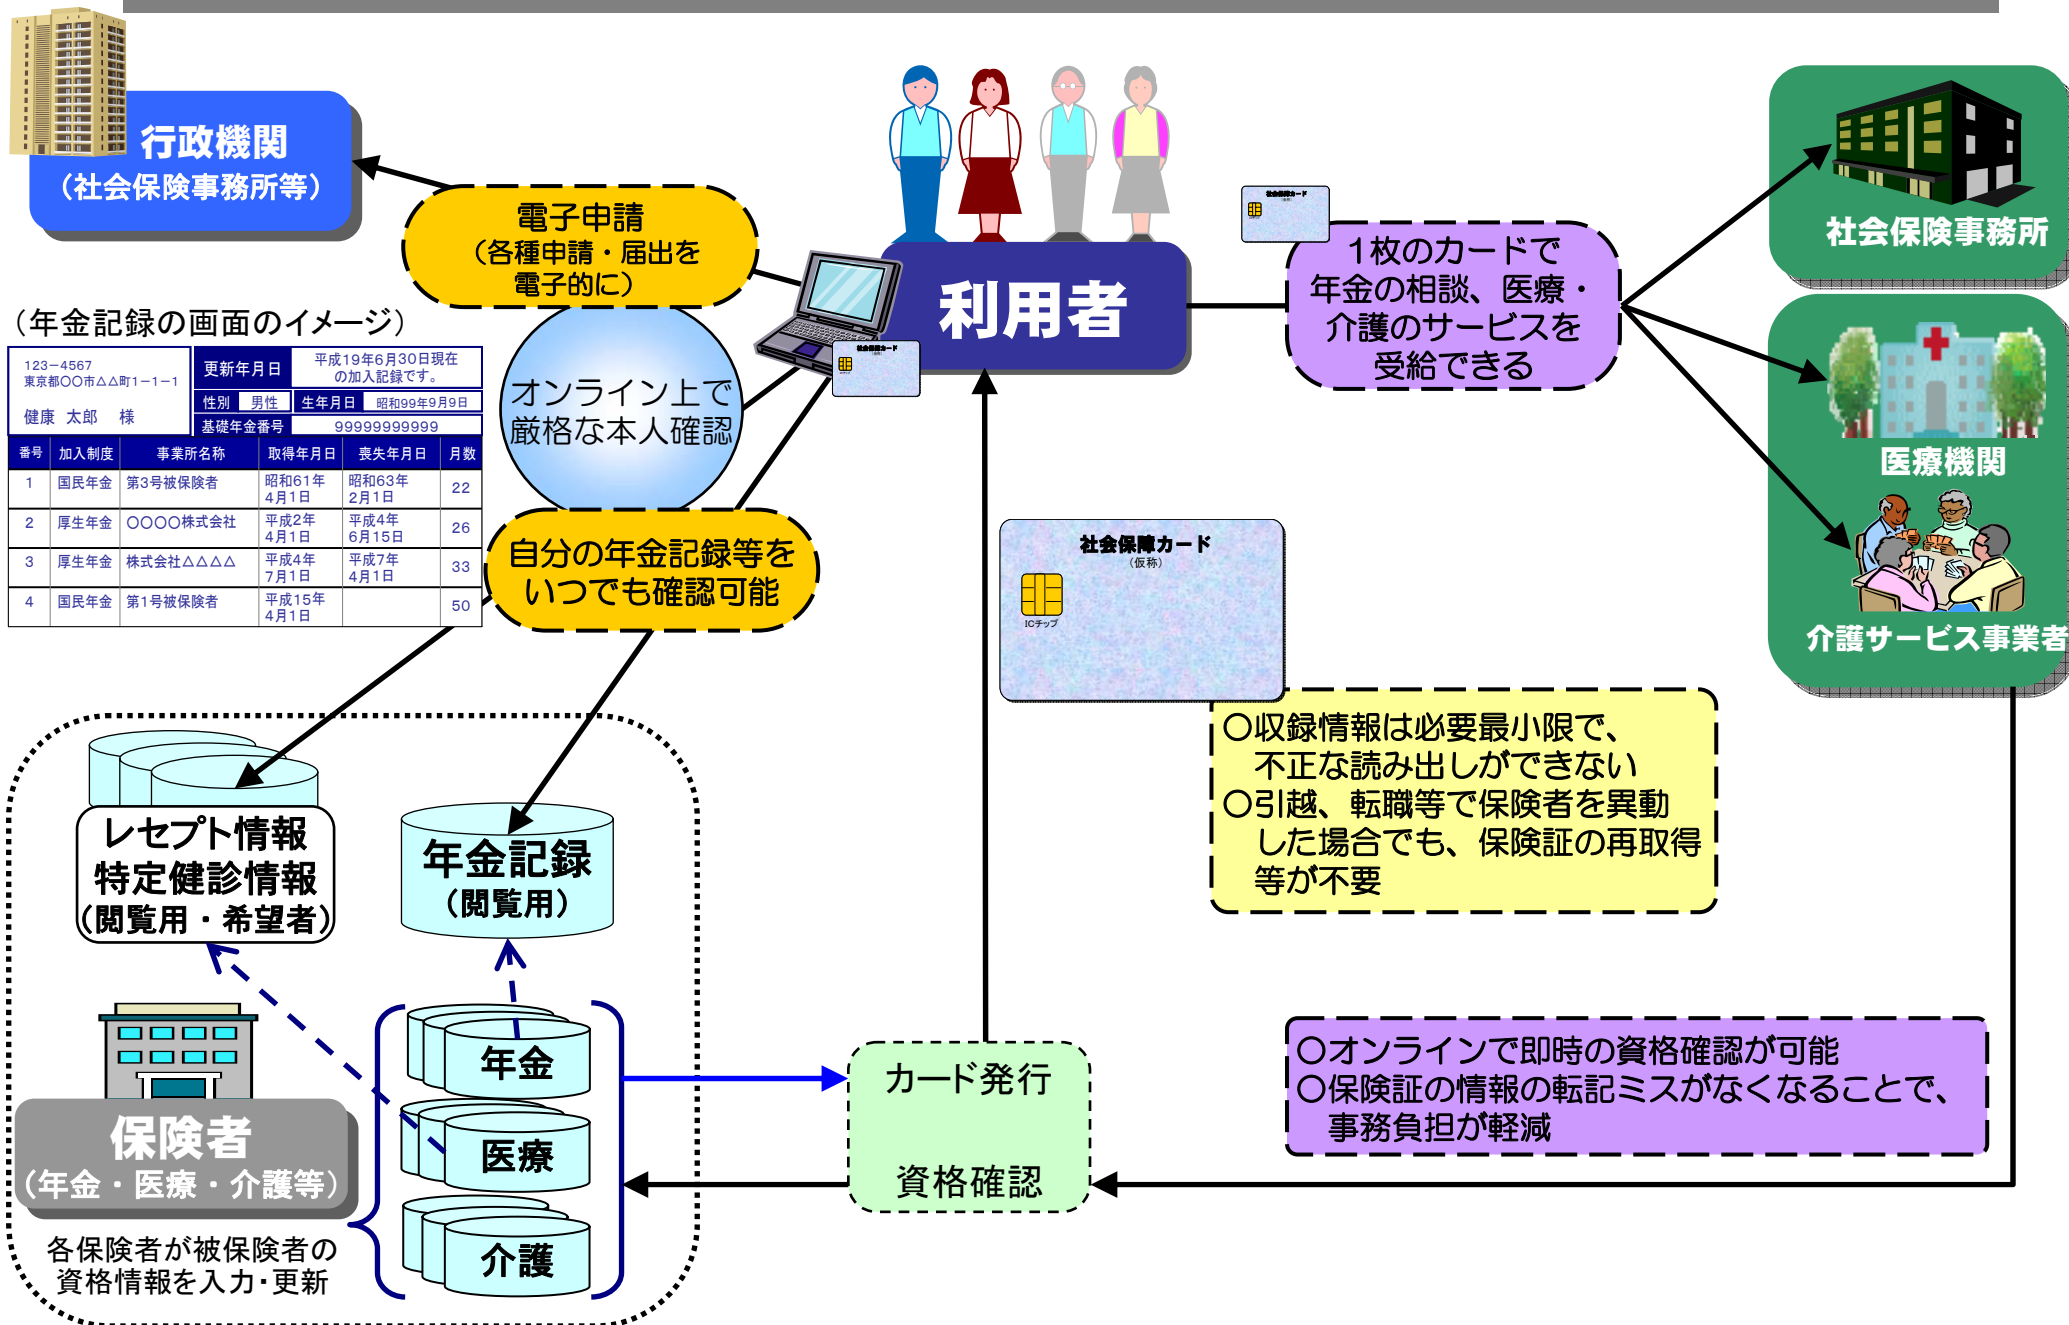 行政機関
（社会保険事務所等）
電子申請
（各種申請・届出を
電子的に）
利用者
社会保障カード
（仮称）
1枚のカードで
年金の相談、医療・
介護のサービスを
受給できる
社会保険事務所
医療機関
介護サービス事業者
（年金記録の画面のイメージ）
123－4567
東京都〇〇市△△町1－1－1
健康 太郎 様
更新年月日
平成19年6月30日現在
の加入記録です。
性別 男性 生年月日 昭和99年9月9日
基礎年金番号 99999999999
番号 加入制度 事業所名称 取得年月日 喪失年月日 月数
1 国民年金 第3号被保険者 昭和61年 昭和63年 22
4月1日 2月1日
2 厚生年金 〇〇〇〇株式会社 平成2年 平成4年 26
4月1日 6月15日
3 厚生年金 株式会社△△△△ 平成4年 平成7年 33
7月1日 4月1日
4 国民年金 第1号被保険者 平成15年 50
4月1日
オンライン上で
厳格な本人確認
社会保障カード
（仮称）
自分の年金記録等を
いつでも確認可能
社会保障カード
（仮称）
ICチップ
〇収録情報は必要最小限で、
不正な読み出しができない
〇引越、転職等で保険者を異動
した場合でも、保険証の再取得
等が不要
レセプト情報
特定健診情報
（閲覧用・希望者）
年金記録
（閲覧用）
保険者
（年金・医療・介護等）
各保険者が被保険者の
資格情報を入力・更新
年金
医療
介護
カード発行
資格確認
〇オンラインで即時の資格確認が可能
〇保険証の情報の転記ミスがなくなることで、
事務負担が軽減